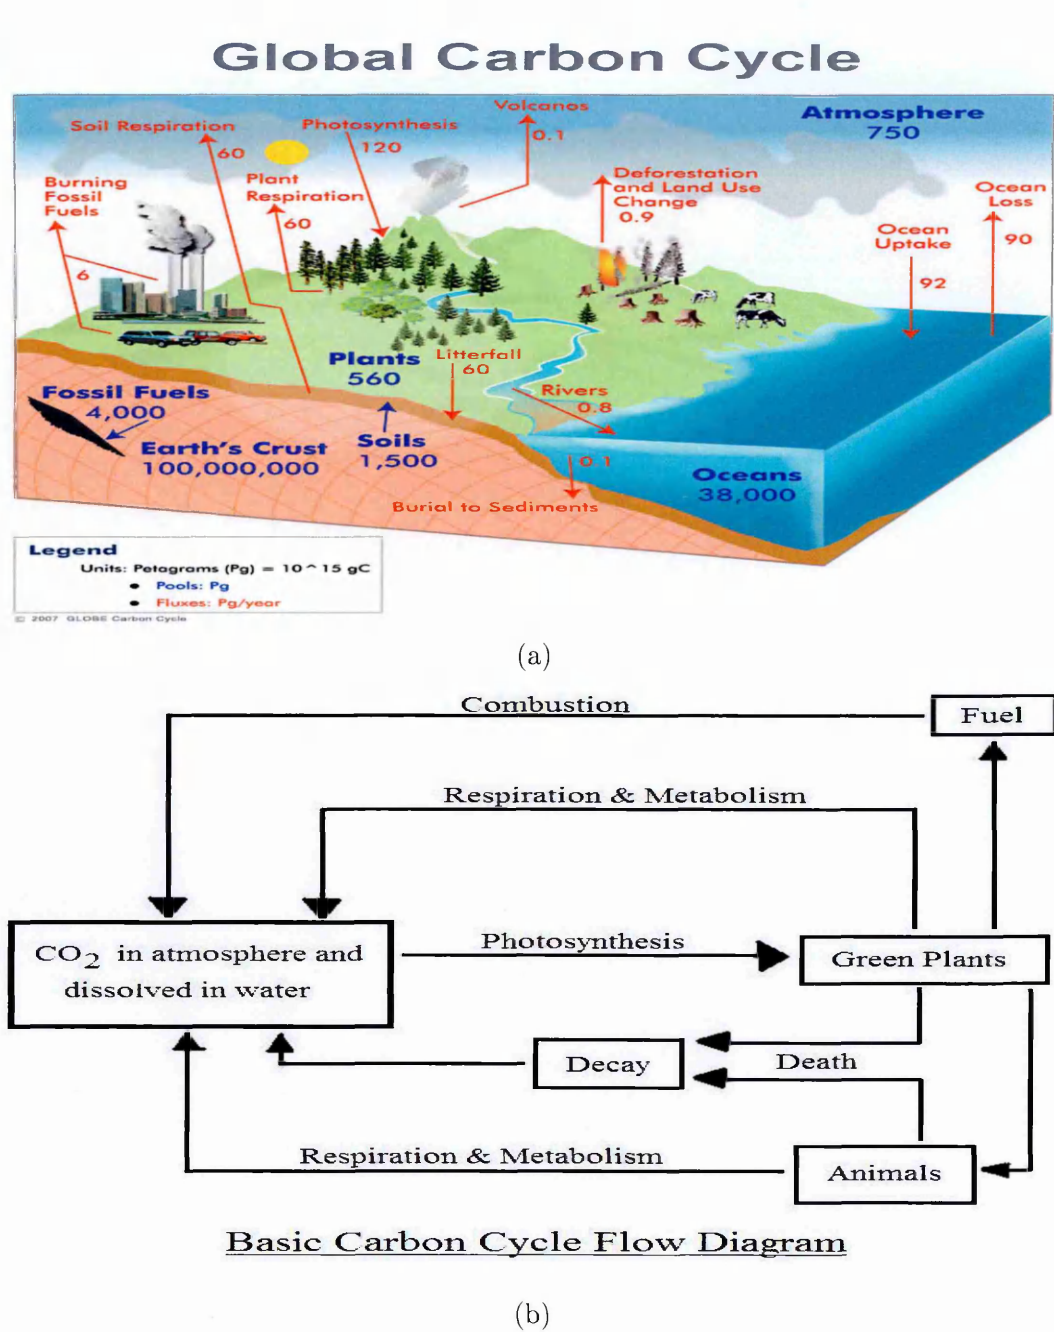 Global Carbon Cycle
Volcanos
0.1
Atmosphere
750
Soil Respiration
60
Photosynthesis
120
Burning
Fossil
Fuels
6
Plant
Respiration
60
Deforestation
and Land Use
Change
0.9
Ocean
Loss
90
Ocean
Uptake
92
Plants
560
Litterfall
60
Rivers
0.8
Fossil Fuels
4,000
Earth's Crust
100,000,000
Soils
1,500
0.1
Oceans
38,000
Burial to Sediments
Legend
Units: Petagrams (Pg) = 10^15 gC
• Pools: Pg
• Fluxes: Pg/year
© 2007 GLOBE Carbon Cycle
(a)
Combustion
Fuel
Respiration & Metabolism
CO2 in atmosphere and
dissolved in water
Photosynthesis
Green Plants
Decay
Death
Respiration & Metabolism
Animals
Basic Carbon Cycle Flow Diagram
(b)